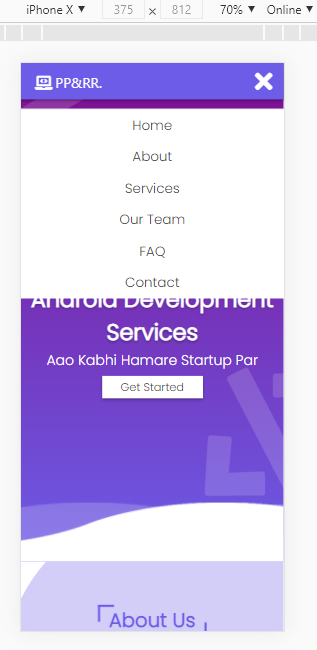 iPhone X ▼ 375 × 812 70% ▼ Online ▼
PP&RR.
Home
About
Services
Our Team
FAQ
Contact
Android Development
Services
Aao Kabhi Hamare Startup Par
Get Started
About Us